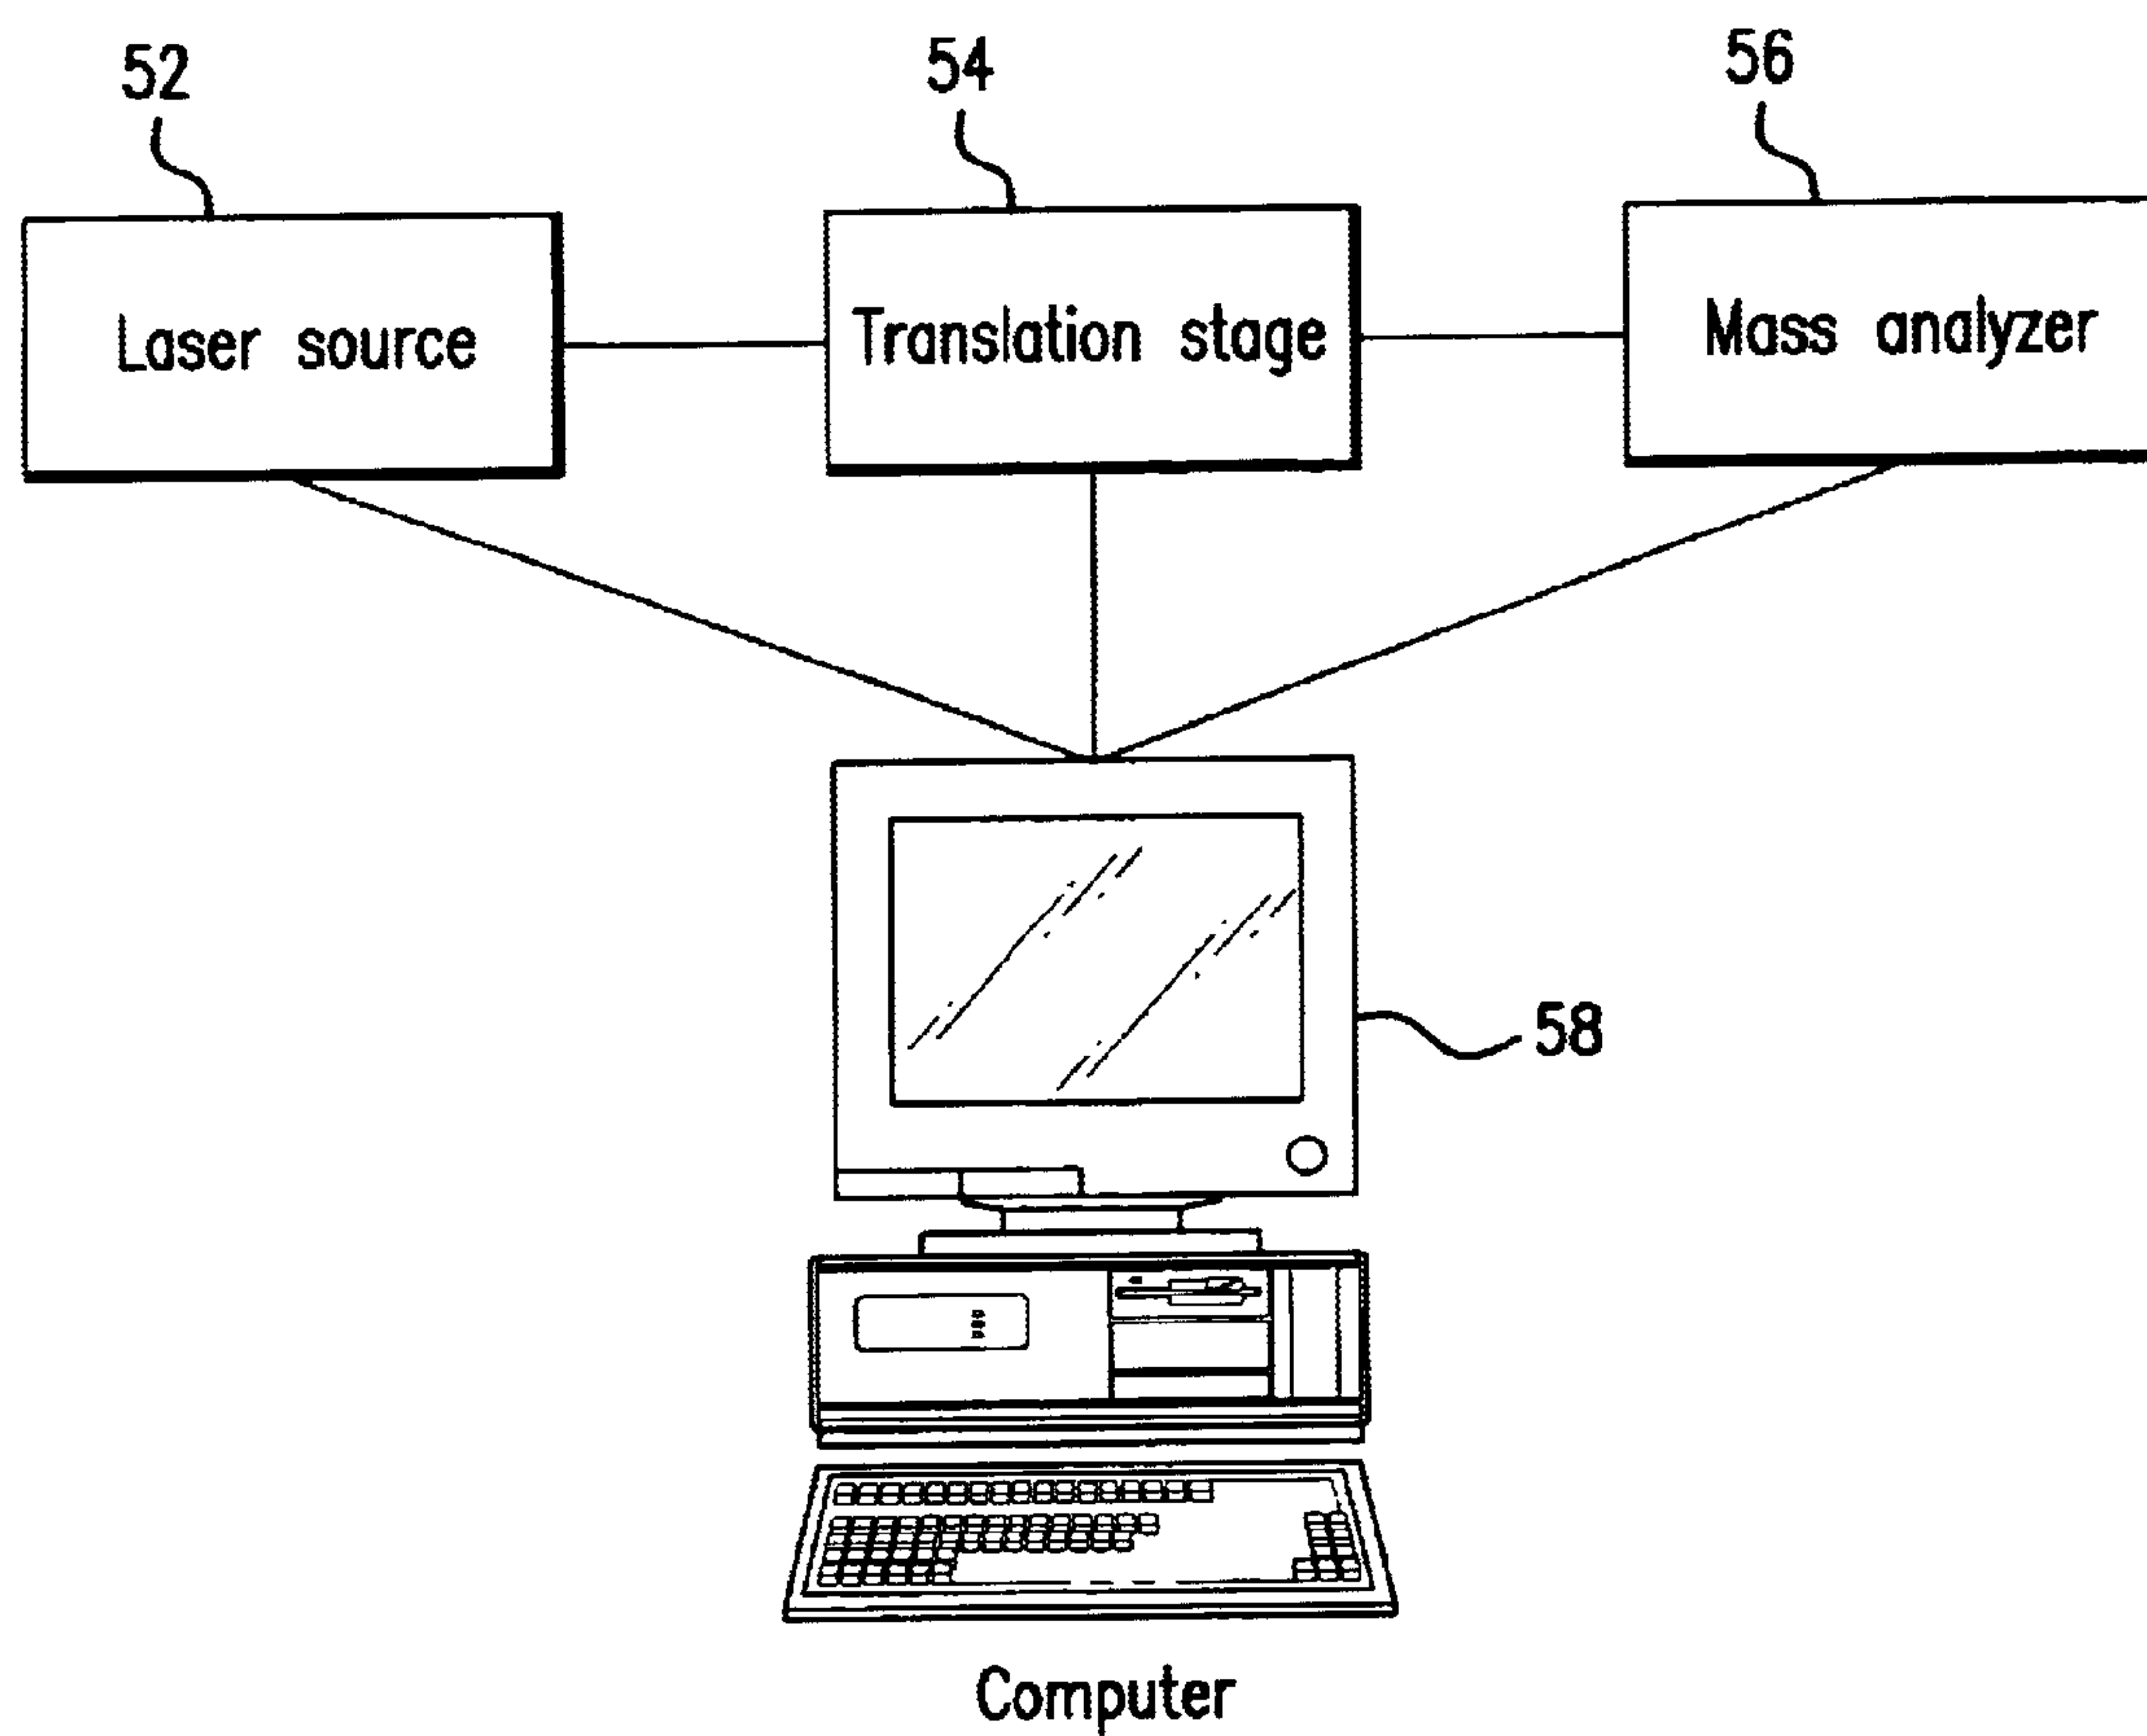 52
54
56
Laser source
Translation stage
Mass analyzer
58
Computer